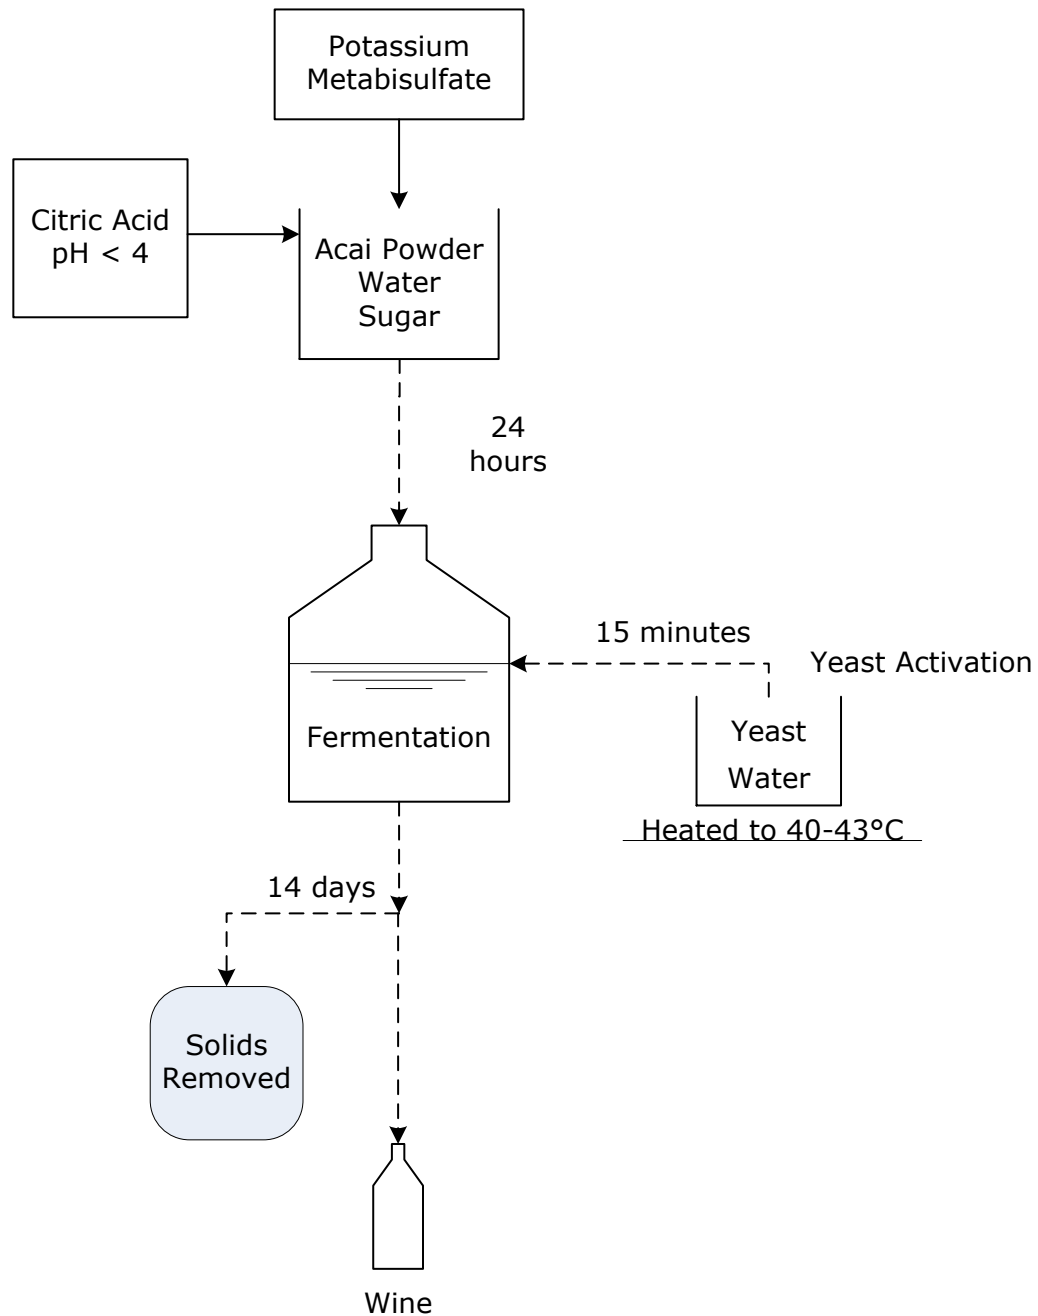 Potassium
Metabisulfate
Citric Acid
pH < 4
Acai Powder
Water
Sugar
24
hours
15 minutes
Yeast Activation
Yeast
Water
Heated to 40-43°C
Fermentation
14 days
Solids
Removed
Wine